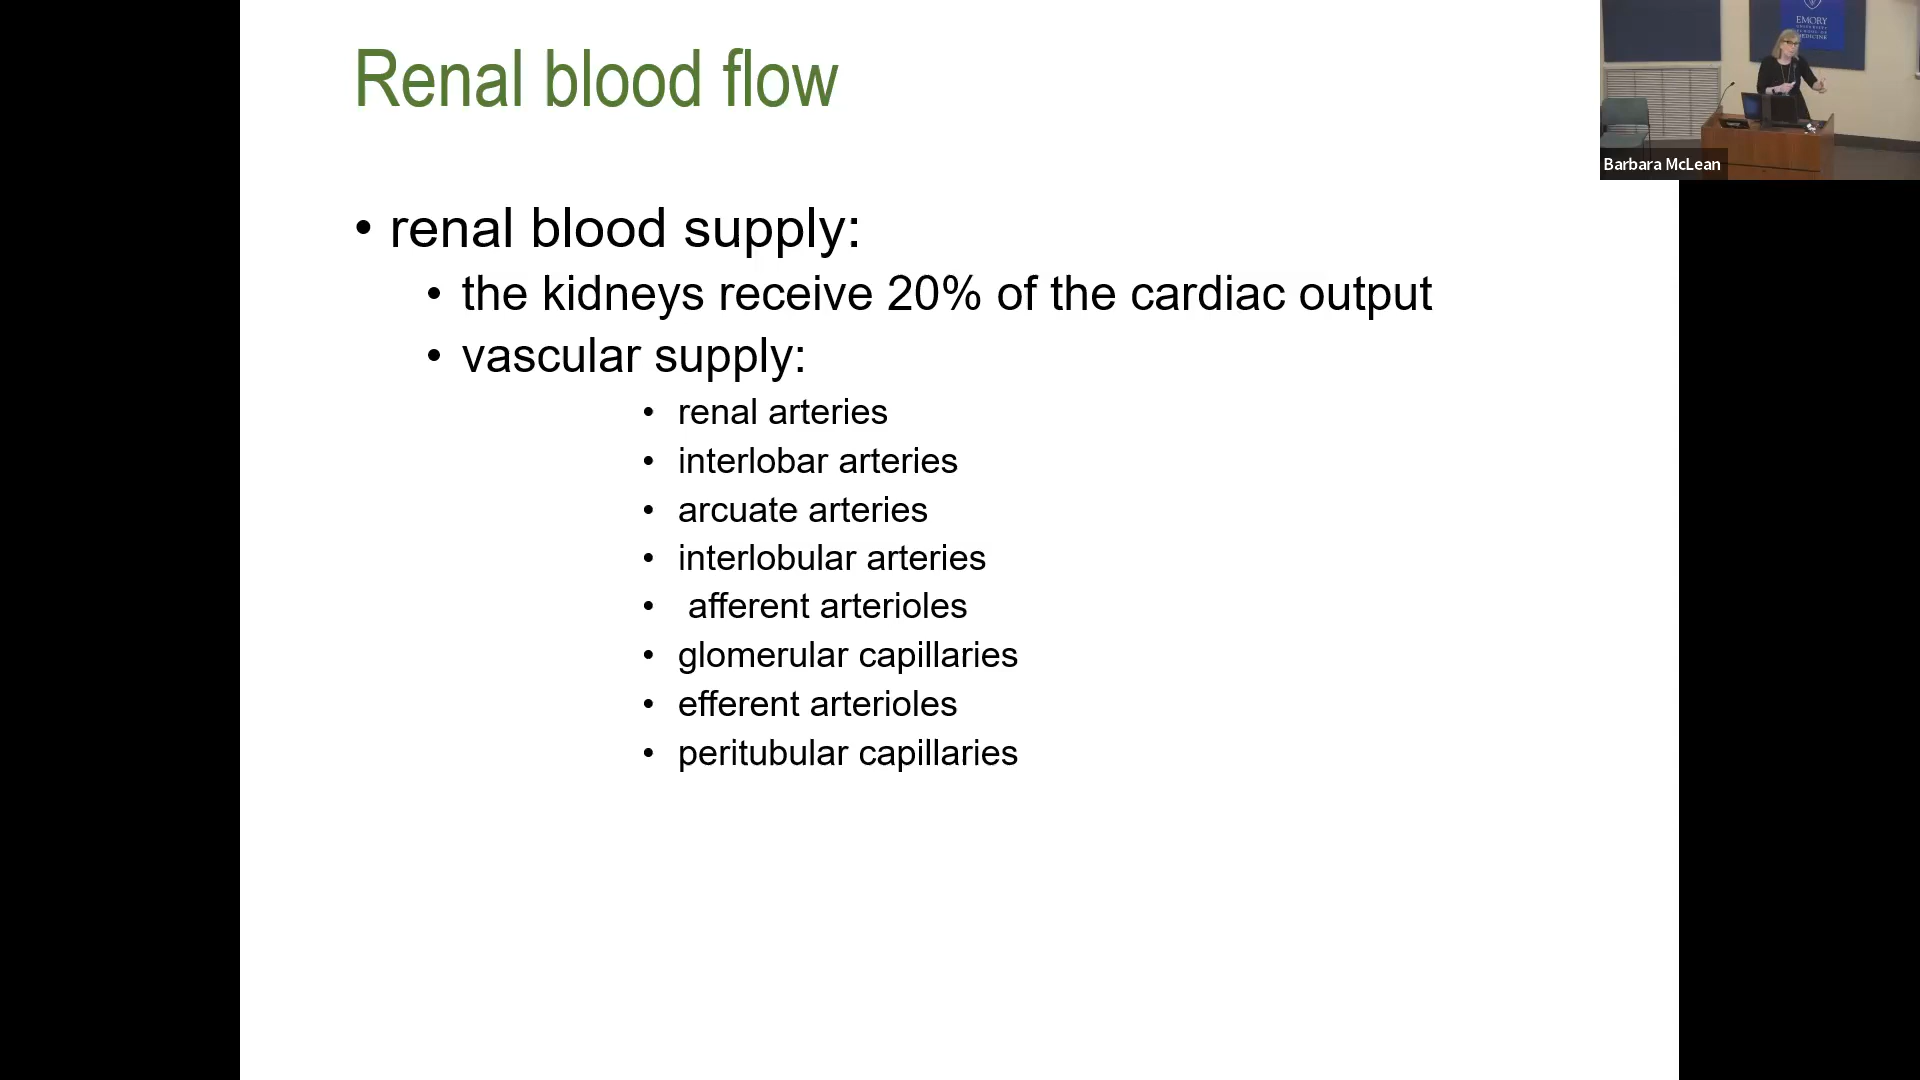 Renal blood flow
• renal blood supply:
• the kidneys receive 20% of the cardiac output
• vascular supply:
• renal arteries
• interlobar arteries
• arcuate arteries
• interlobular arteries
• afferent arterioles
• glomerular capillaries
• efferent arterioles
• peritubular capillaries
EMORY
MEDICINE
Barbara McLean